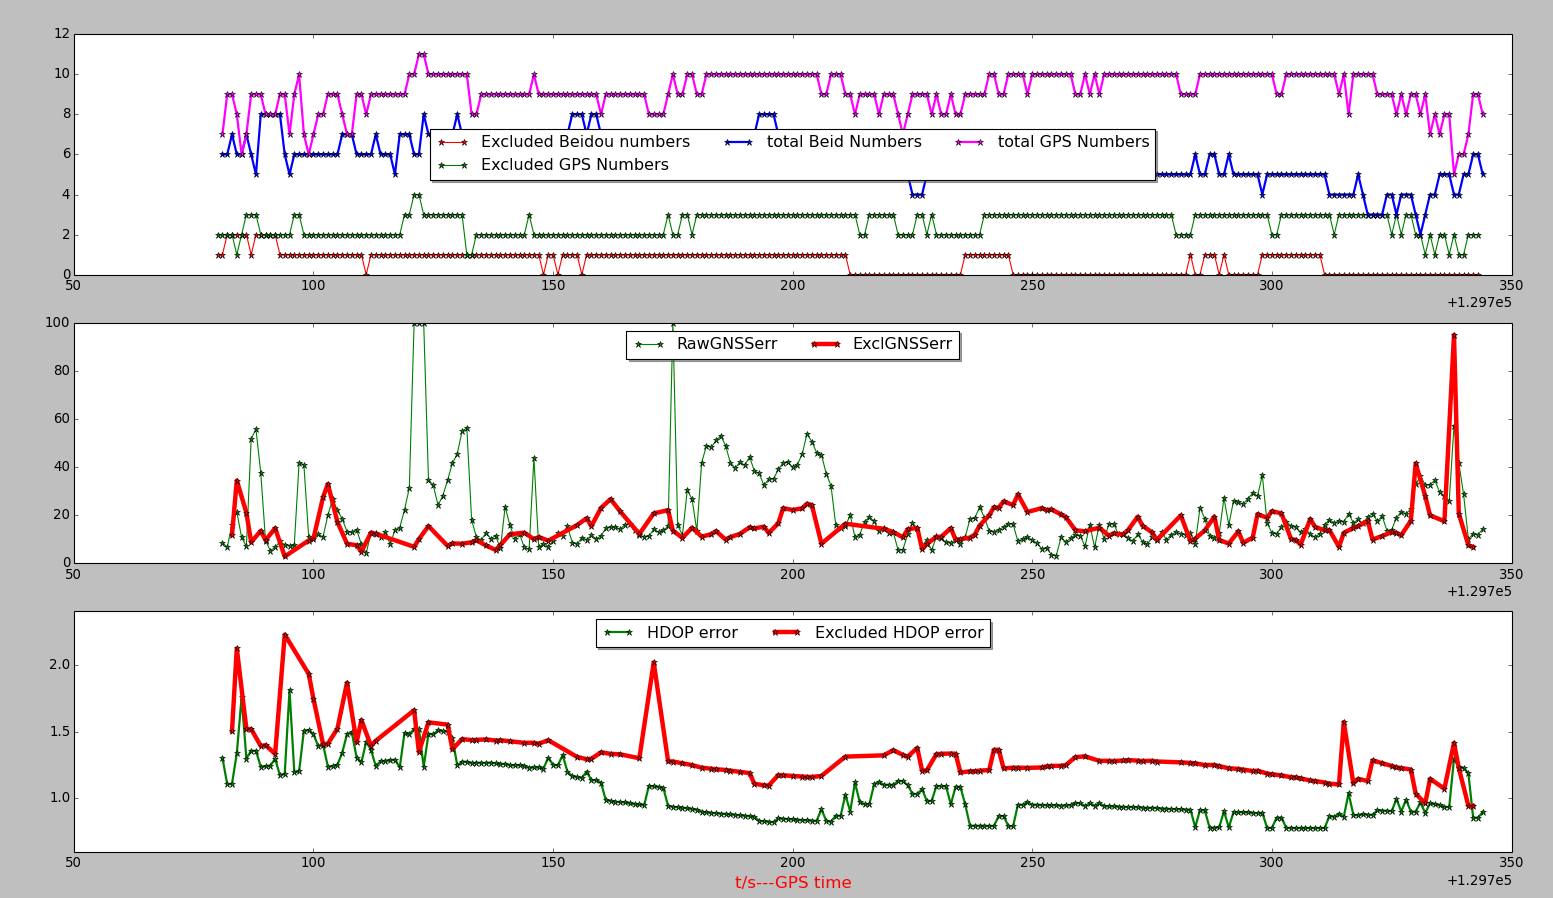 12
10
8
6
4
2
0
Excluded Beidou numbers total Beid Numbers total GPS Numbers
Excluded GPS Numbers
50 100 150 200 250 300 350
+1.297e5
100
80
60
40
20
0
RawGNSSerr ExclGNSSerr
50 100 150 200 250 300 350
+1.297e5
2.0
1.5
1.0
HDOP error Excluded HDOP error
50 100 150 200 250 300 350
t/s---GPS time
+1.297e5